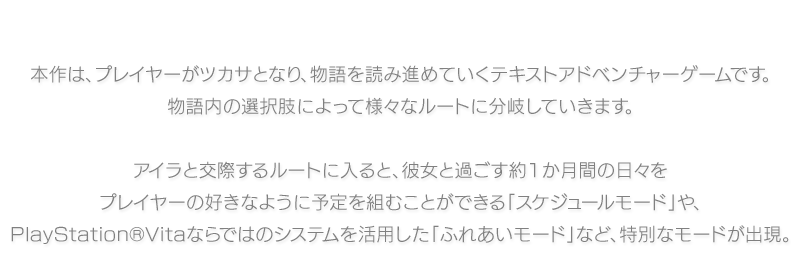 本作は、プレイヤーがツカサとなり、物語を読み進めていくテキストアドベンチャーゲームです。
物語内の選択肢によって様々なルートに分岐していきます。
アイラと交際するルートに入ると、彼女と過ごす約1か月間の日々を
プレイヤーの好きなように予定を組むことができる「スケジュールモード」や、
PlayStation®Vitaならではのシステムを活用した「ふれあいモード」など、特別なモードが出現。